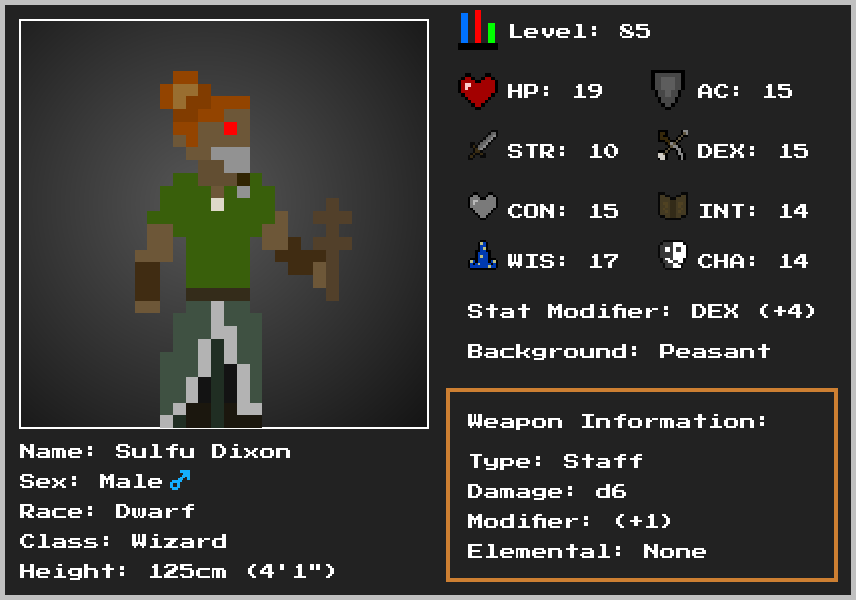 Level: 85
HP: 19
AC: 15
STR: 10
DEX: 15
CON: 15
INT: 14
WIS: 17
CHA: 14
Stat Modifier: DEX (+4)
Background: Peasant
Weapon Information:
Type: Staff
Damage: d6
Modifier: (+1)
Elemental: None
Name: Sulfu Dixon
Sex: Male ♂
Race: Dwarf
Class: Wizard
Height: 125cm (4'1")